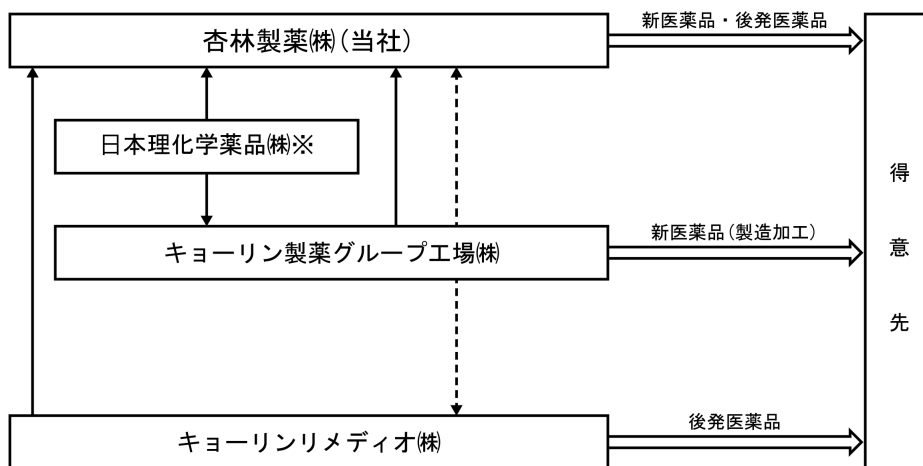 杏林製薬㈱(当社)
新医薬品・後発医薬品
日本理化学薬品㈱※
キョーリン製薬グループ工場㈱
新医薬品(製造加工)
キョーリンリメディオ㈱
後発医薬品
得意先